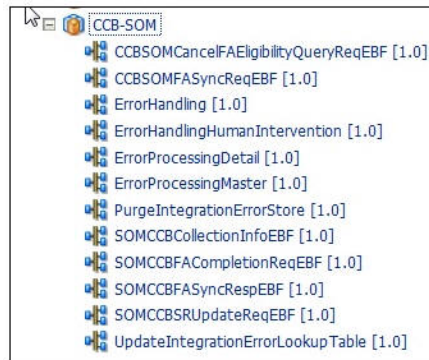 CCB-SOM
CCBSOMCancelFAEligibilityQueryReqEBF [1.0]
CCBSOMFASyncReqEBF [1.0]
ErrorHandling [1.0]
ErrorHandlingHumanIntervention [1.0]
ErrorProcessingDetail [1.0]
ErrorProcessingMaster [1.0]
PurgeIntegrationErrorStore [1.0]
SOMCCBCollectionInfoEBF [1.0]
SOMCCBFACompletionReqEBF [1.0]
SOMCCBFASyncRespEBF [1.0]
SOMCCBSRUpdateReqEBF [1.0]
UpdateIntegrationErrorLookupTable [1.0]